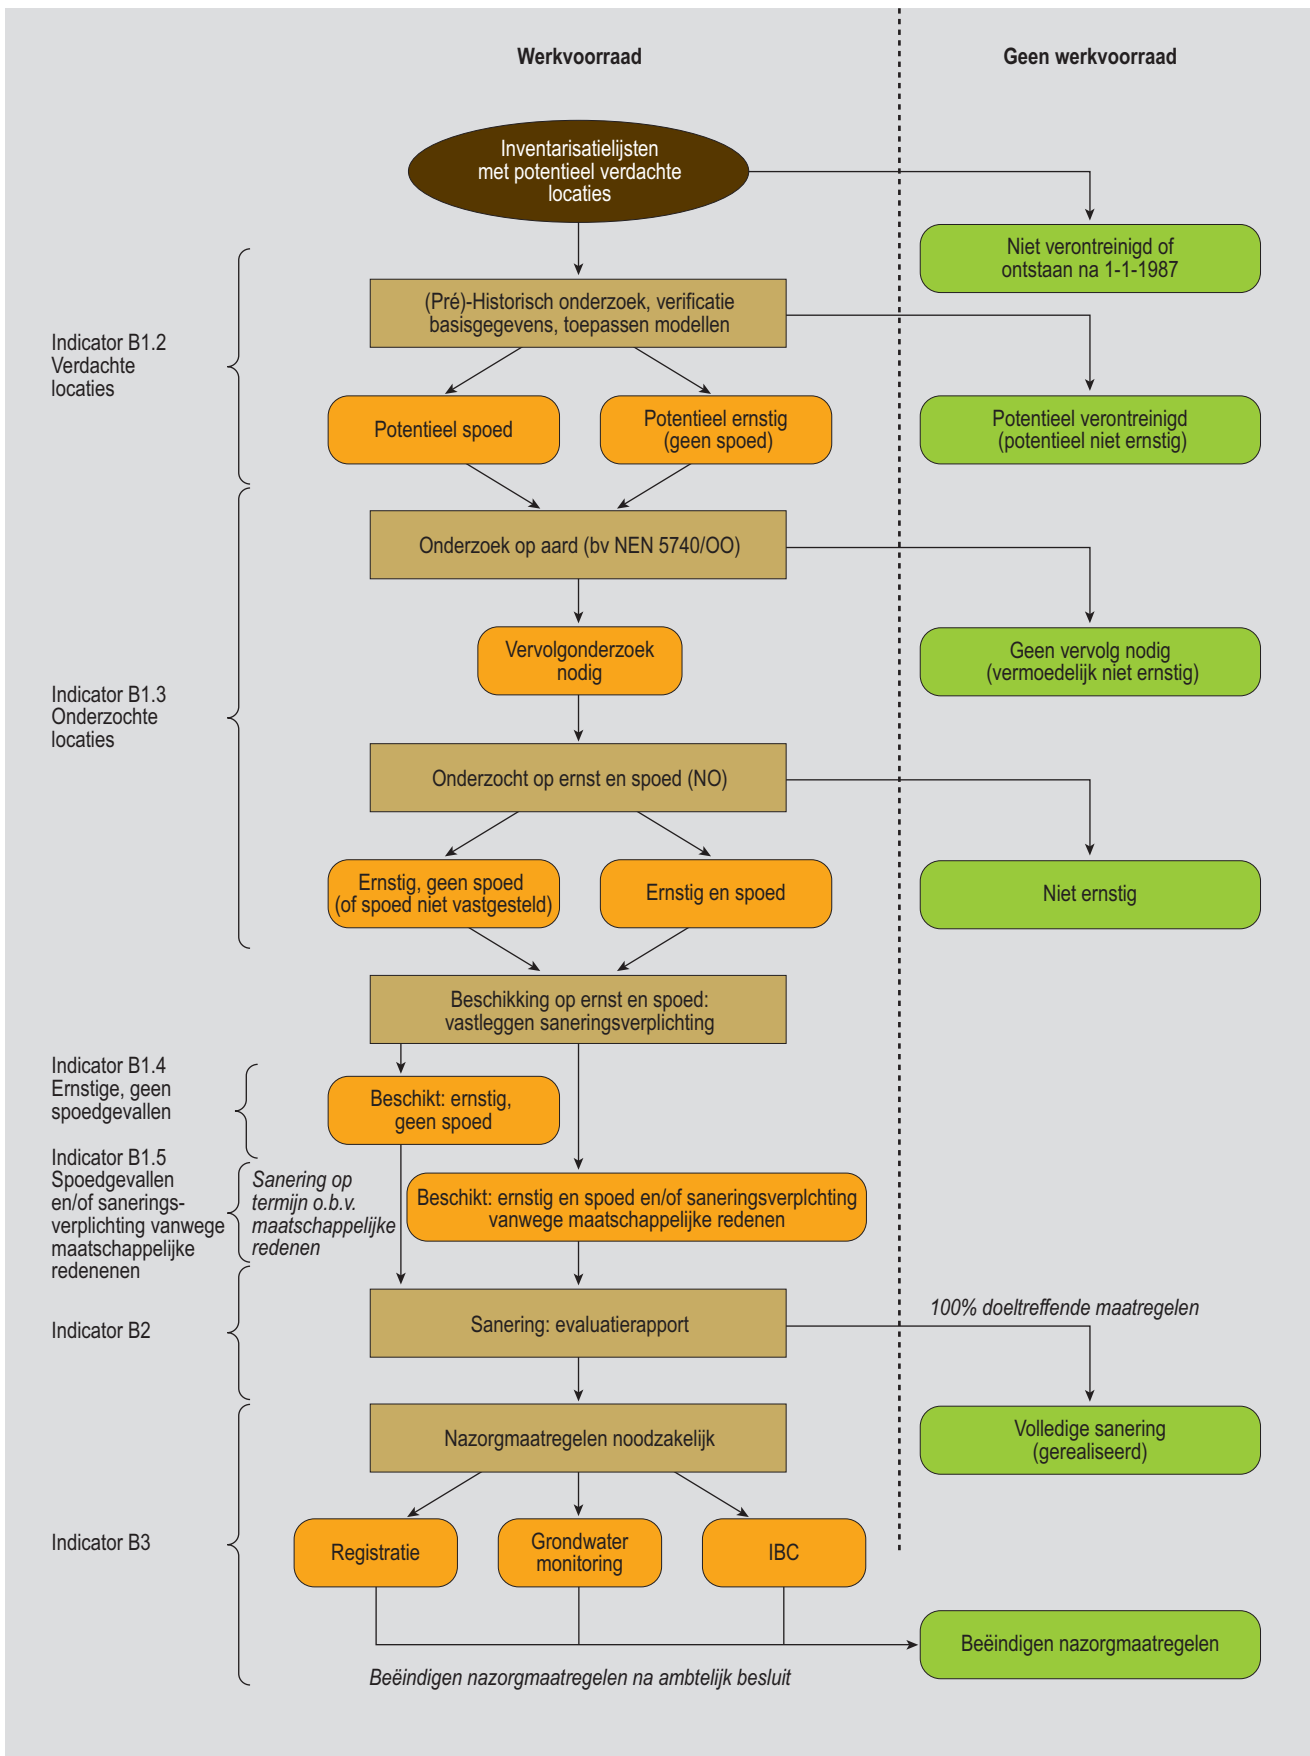 Werkvoorraad
Geen werkvoorraad
Inventarisatielijsten
met potentieel verdachte
locaties
Niet verontreinigd of
ontstaan na 1-1-1987
Indicator B1.2
Verdachte
locaties
(Pré)-Historisch onderzoek, verificatie
basisgegevens, toepassen modellen
Potentieel spoed
Potentieel ernstig
(geen spoed)
Potentieel verontreinigd
(potentieel niet ernstig)
Indicator B1.3
Onderzochte
locaties
Onderzoek op aard (bv NEN 5740/OO)
Vervolgonderzoek
nodig
Geen vervolg nodig
(vermoedelijk niet ernstig)
Onderzocht op ernst en spoed (NO)
Ernstig, geen spoed
(of spoed niet vastgesteld)
Ernstig en spoed
Niet ernstig
Beschikking op ernst en spoed:
vastleggen saneringsverplichting
Indicator B1.4
Ernstige, geen
spoedgevallen
Beschikt: ernstig,
geen spoed
Indicator B1.5
Spoedgevallen
en/of sanerings-
verplichting vanwege
maatschappelijke
redenenen
Sanering op
termijn o.b.v.
maatschappelijke
redenen
Beschikt: ernstig en spoed en/of saneringsverplchting
vanwege maatschappelijke redenen
Indicator B2
Sanering: evaluatierapport
100% doeltreffende maatregelen
Volledige sanering
(gerealiseerd)
Indicator B3
Nazorgmaatregelen noodzakelijk
Registratie
Grondwater
monitoring
IBC
Beëindigen nazorgmaatregelen
Beëindigen nazorgmaatregelen na ambtelijk besluit